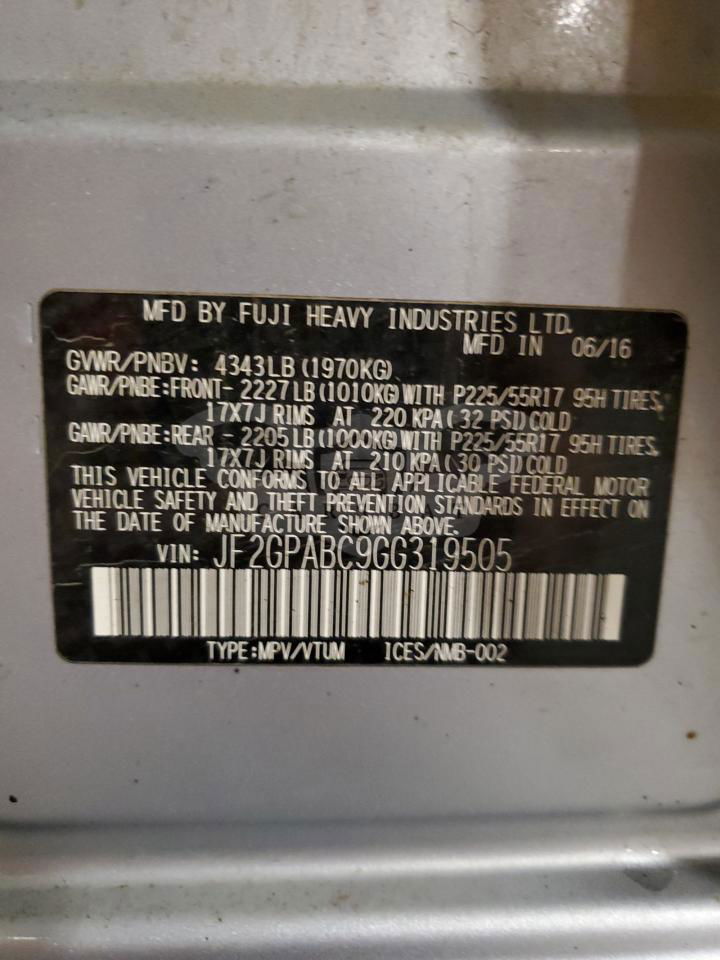 MFD BY FUJI HEAVY INDUSTRIES LTD.
MFD IN 06/16
GVWR/PNBV: 4343LB (1970KG)
GAWR/PNBE:FRONT- 2227LB (1010KG) WITH P225/55R17 95H TIRES,
17X7J RIMS AT 220 KPA( 32 PSI) COLD
GAWR/PNBE:REAR - 2205LB (1000KG) WITH P225/55R17 95H TIRES,
17X7J RIMS AT 210 KPA( 30 PSI) COLD
THIS VEHICLE CONFORMS TO ALL APPLICABLE FEDERAL MOTOR
VEHICLE SAFETY AND THEFT PREVENTION STANDARDS IN EFFECT ON
THE DATE OF MANUFACTURE SHOWN ABOVE.
VIN: JF2GPABC9GG319505
TYPE:MPV/VTUM ICES/NMB-002